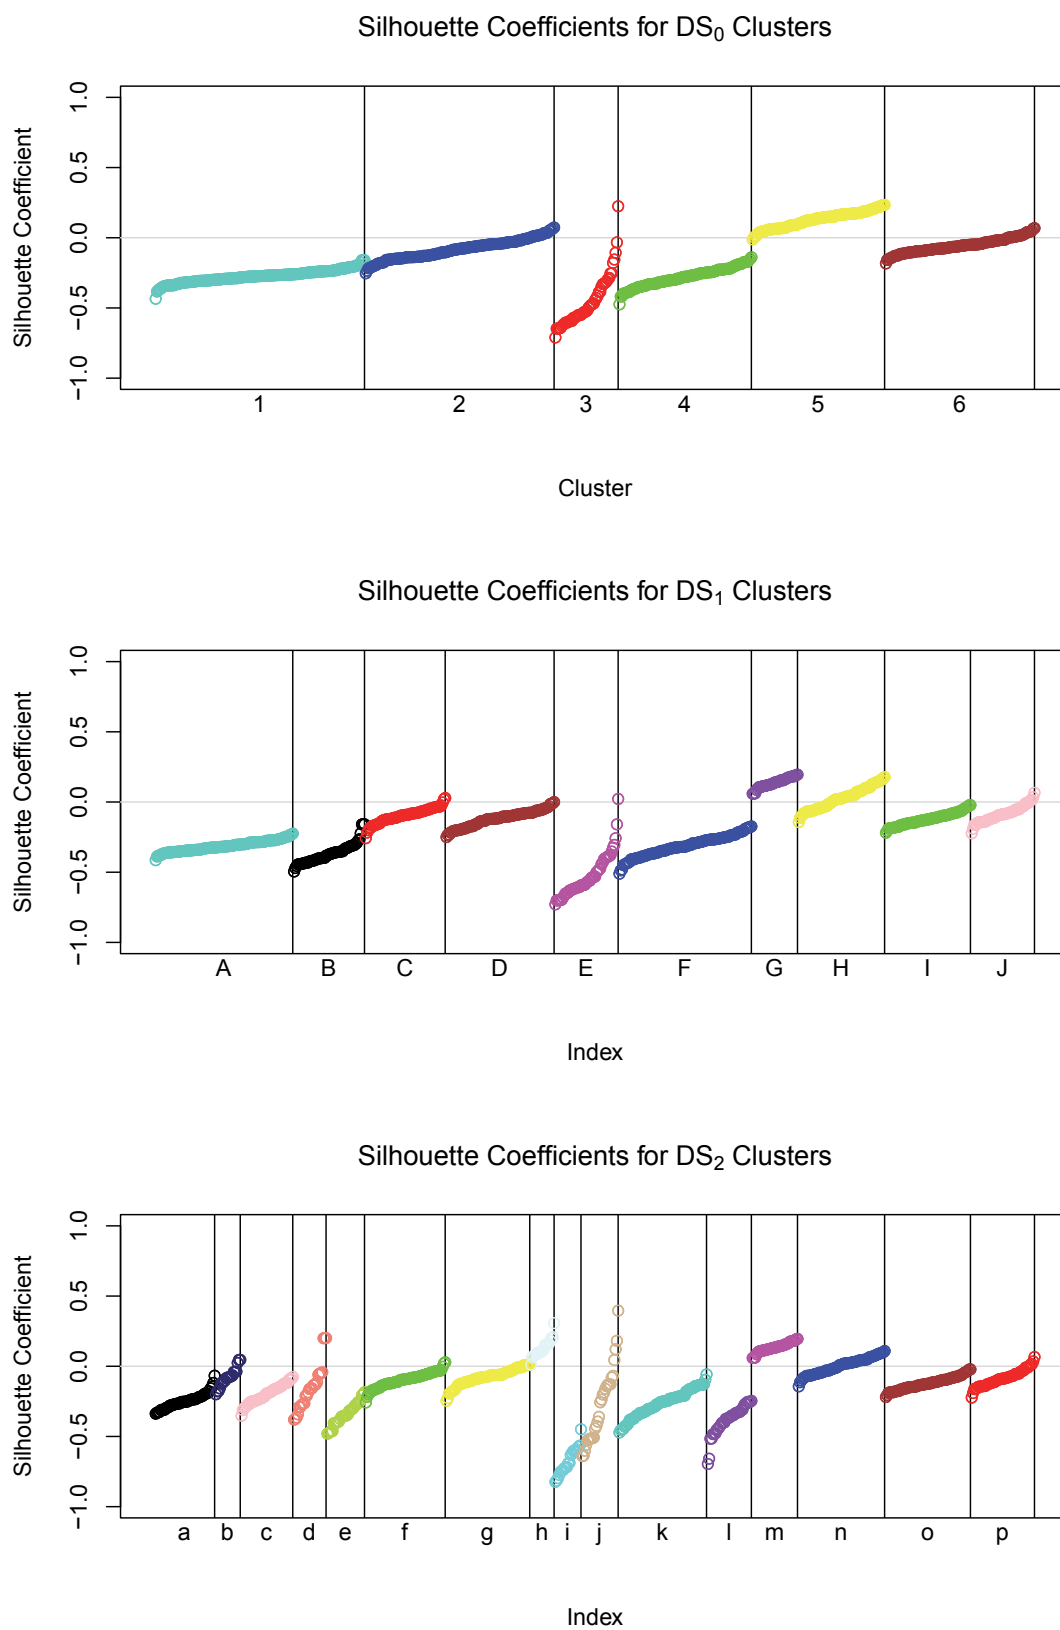 Silhouette Coefficients for DS₀ Clusters
Silhouette Coefficient
1.0
0.5
0.0
−0.5
−1.0
1 2 3 4 5 6
Cluster
Silhouette Coefficients for DS₁ Clusters
Silhouette Coefficient
1.0
0.5
0.0
−0.5
−1.0
A B C D E F G H I J
Index
Silhouette Coefficients for DS₂ Clusters
Silhouette Coefficient
1.0
0.5
0.0
−0.5
−1.0
a b c d e f g h i j k l m n o p
Index